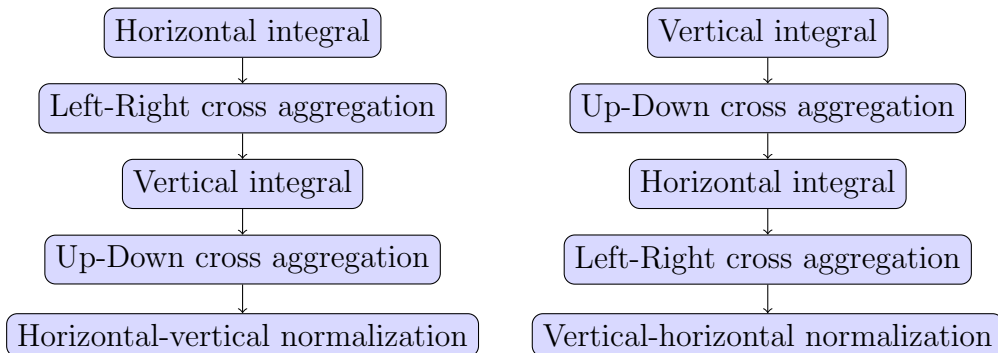 Horizontal integral
Left-Right cross aggregation
Vertical integral
Up-Down cross aggregation
Horizontal-vertical normalization
Vertical integral
Up-Down cross aggregation
Horizontal integral
Left-Right cross aggregation
Vertical-horizontal normalization